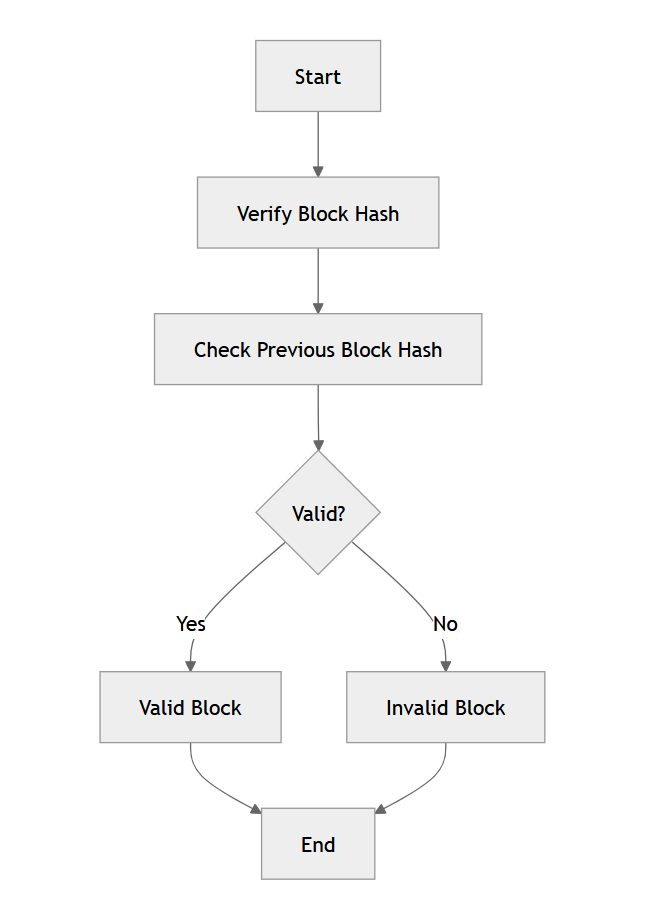 Start
Verify Block Hash
Check Previous Block Hash
Valid?
Yes
No
Valid Block
Invalid Block
End